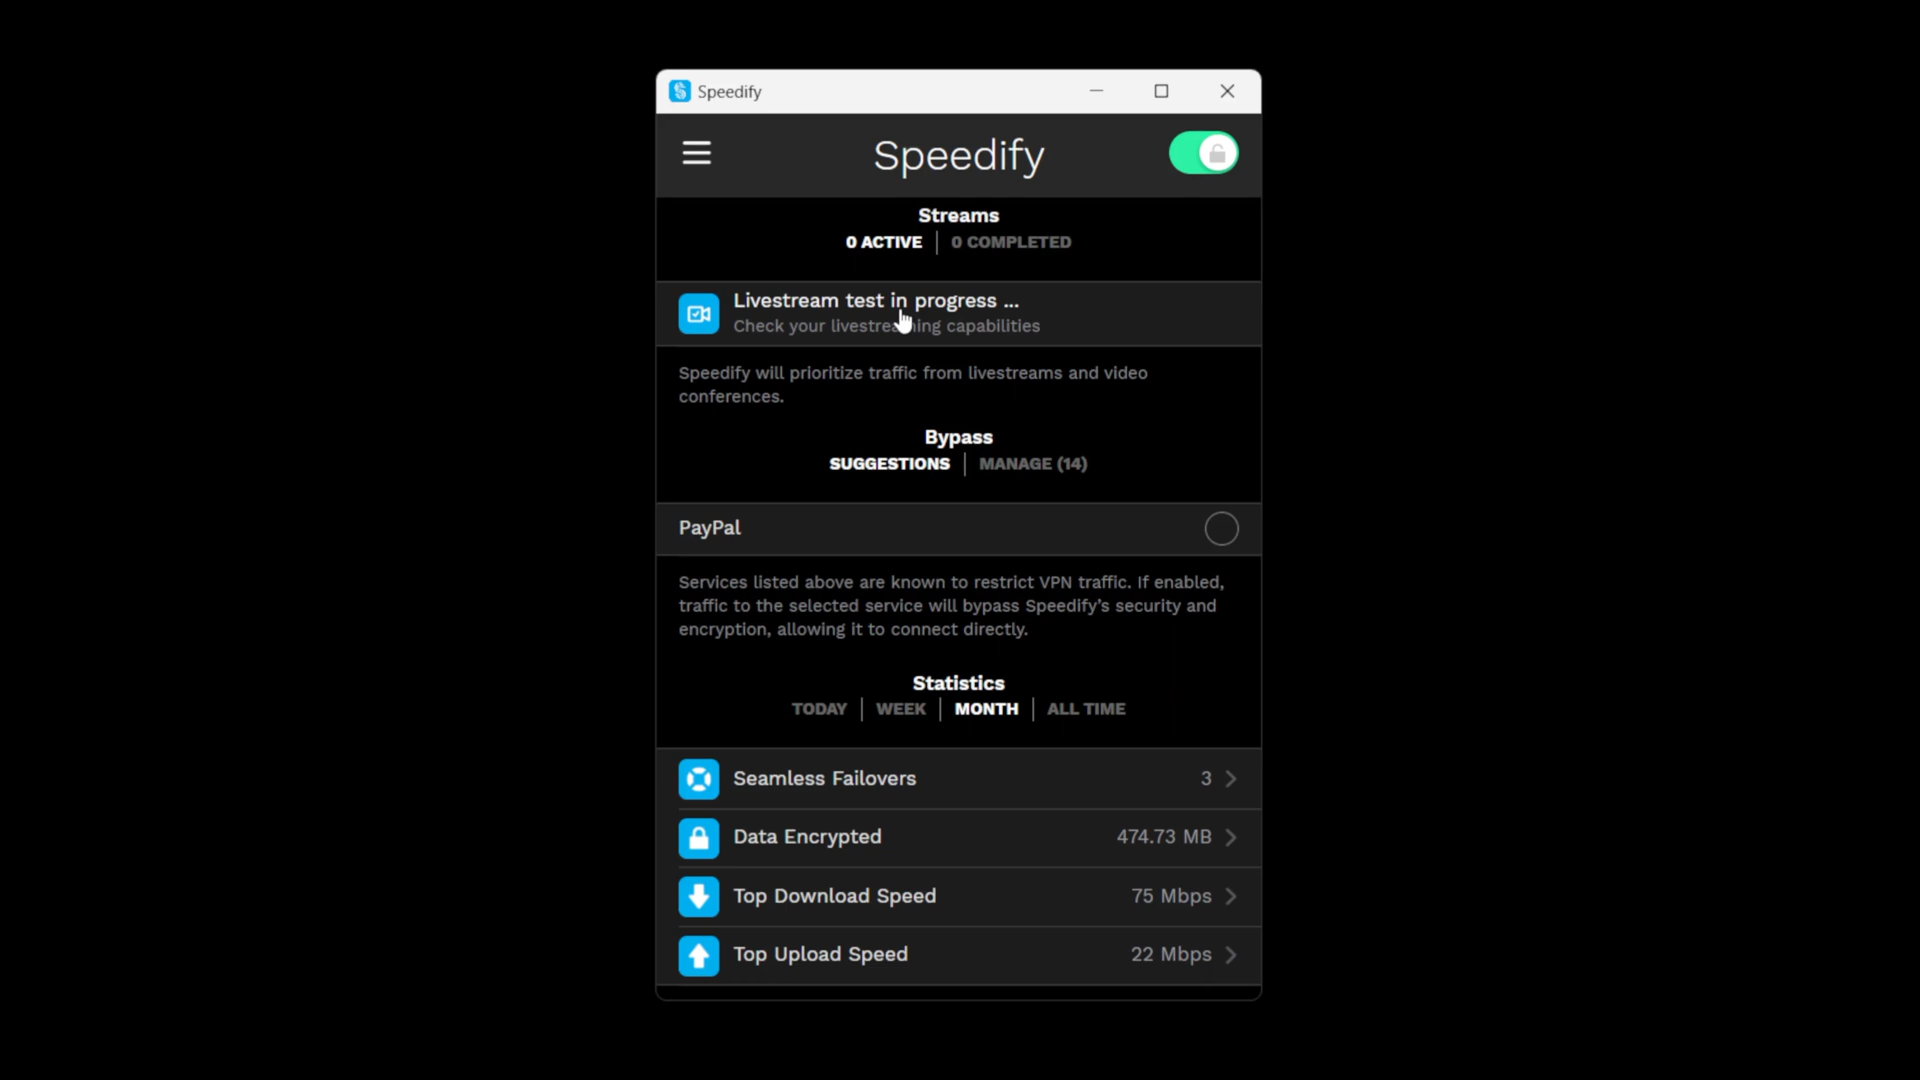 Speedify
Speedify
Streams
0 ACTIVE | 0 COMPLETED
Livestream test in progress ...
Check your livestreaming capabilities
Speedify will prioritize traffic from livestreams and video
conferences.
Bypass
SUGGESTIONS | MANAGE (14)
PayPal
Services listed above are known to restrict VPN traffic. If enabled,
traffic to the selected service will bypass Speedify’s security and
encryption, allowing it to connect directly.
Statistics
TODAY | WEEK | MONTH | ALL TIME
Seamless Failovers 3
Data Encrypted 474.73 MB
Top Download Speed 75 Mbps
Top Upload Speed 22 Mbps